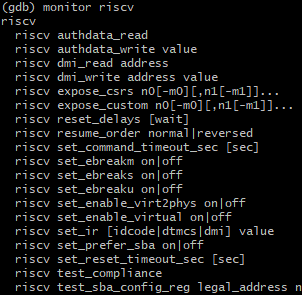 (gdb) monitor riscv
riscv
  riscv authdata_read
  riscv authdata_write value
  riscv dmi_read address
  riscv dmi_write address value
  riscv expose_csrs n0[-m0][,n1[-m1]]...
  riscv expose_custom n0[-m0][,n1[-m1]]...
  riscv reset_delays [wait]
  riscv resume_order normal|reversed
  riscv set_command_timeout_sec [sec]
  riscv set_ebreakm on|off
  riscv set_ebreaks on|off
  riscv set_ebreaku on|off
  riscv set_enable_virt2phys on|off
  riscv set_enable_virtual on|off
  riscv set_ir [idcode|dtmcs|dmi] value
  riscv set_prefer_sba on|off
  riscv set_reset_timeout_sec [sec]
  riscv test_compliance
  riscv test_sba_config_reg legal_address n